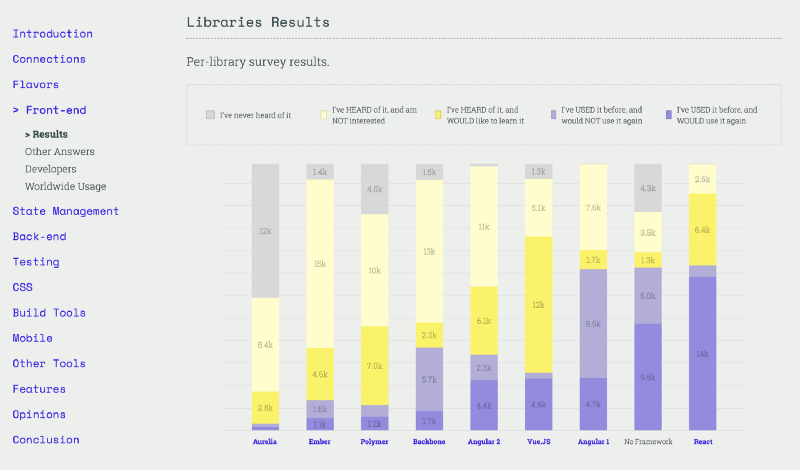 Introduction
Connections
Flavors
> Front-end
> Results
Other Answers
Developers
Worldwide Usage
State Management
Back-end
Testing
CSS
Build Tools
Mobile
Other Tools
Features
Opinions
Conclusion
Libraries Results
Per-library survey results.
I've never heard of it
I've HEARD of it, and am
NOT interested
I've HEARD of it, and
WOULD like to learn it
I've USED it before, and
would NOT use it again
I've USED it before, and
WOULD use it again
12k
8.4k
2.8k
1.4k
15k
4.6k
1.6k
1.1k
4.5k
10k
7.0k
1.2k
1.5k
13k
2.2k
5.7k
1.7k
11k
6.1k
2.3k
4.4k
1.3k
5.1k
12k
4.6k
7.6k
1.7k
9.6k
4.7k
4.3k
3.5k
1.3k
5.0k
9.5k
2.5k
6.4k
14k
Aurelia
Ember
Polymer
Backbone
Angular 2
Vue.JS
Angular 1
No Framework
React